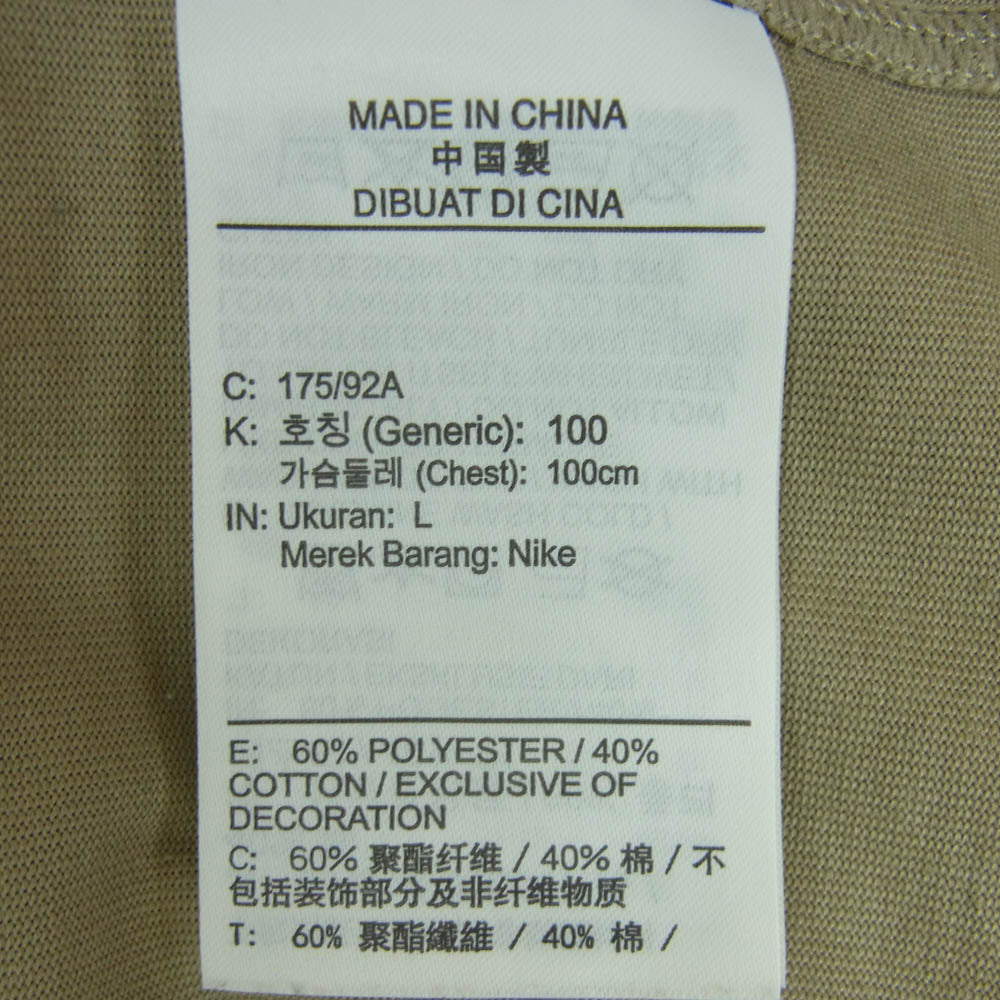 MADE IN CHINA
中国製
DIBUAT DI CINA
C: 175/92A
K: 호칭 (Generic): 100
가슴둘레 (Chest): 100cm
IN: Ukuran: L
Merek Barang: Nike
E: 60% POLYESTER / 40%
COTTON / EXCLUSIVE OF
DECORATION
C: 60% 聚酯纤维 / 40% 棉 / 不
包括装饰部分及非纤维物质
T: 60% 聚酯纖維 / 40% 棉 /